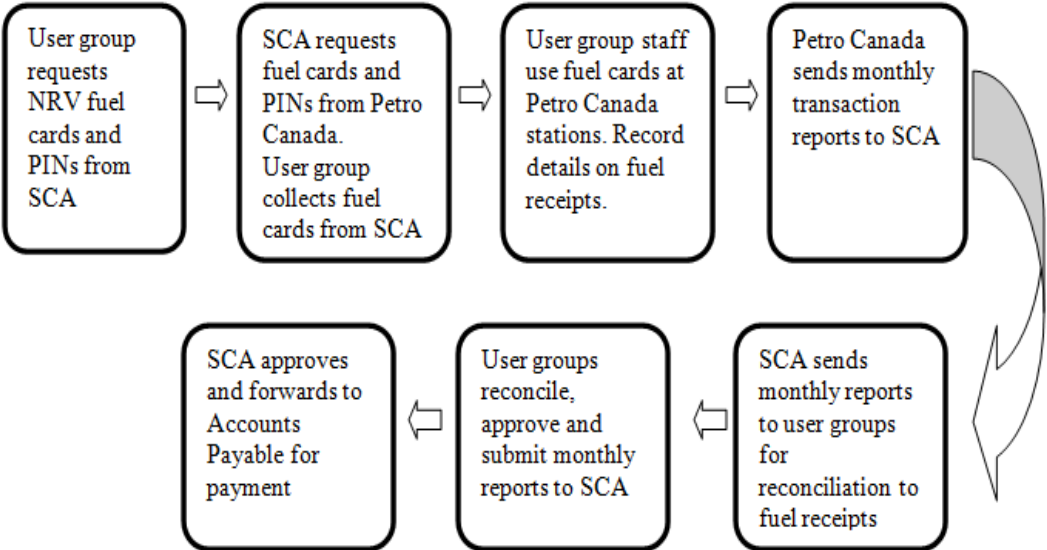 User group
requests
NRV fuel
cards and
PINs from
SCA
SCA requests
fuel cards and
PINs from Petro
Canada.
User group
collects fuel
cards from SCA
User group staff
use fuel cards at
Petro Canada
stations. Record
details on fuel
receipts.
Petro Canada
sends monthly
transaction
reports to SCA
SCA sends
monthly reports
to user groups
for
reconciliation to
fuel receipts
User groups
reconcile,
approve and
submit monthly
reports to SCA
SCA approves
and forwards to
Accounts
Payable for
payment